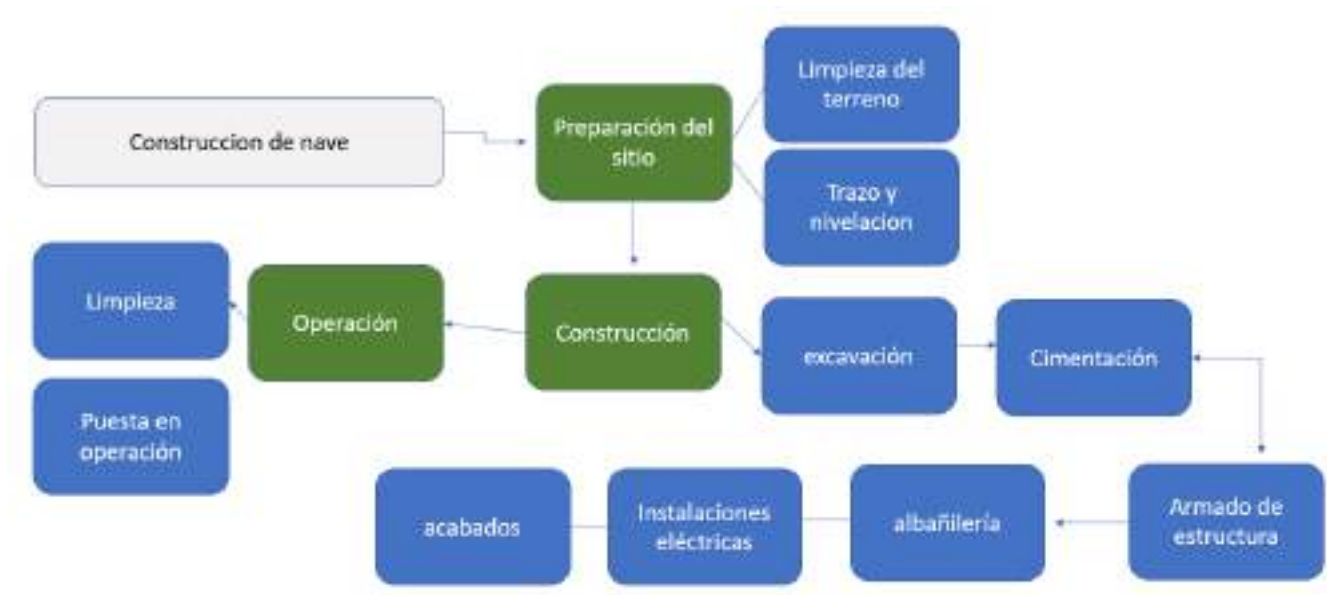 Construccion de nave
Preparación del
sitio
Limpieza del
terreno
Trazo y
nivelacion
Limpieza
Operación
Construcción
excavación
Cimentación
Puesta en
operación
acabados
Instalaciones
eléctricas
albañilería
Armado de
estructura